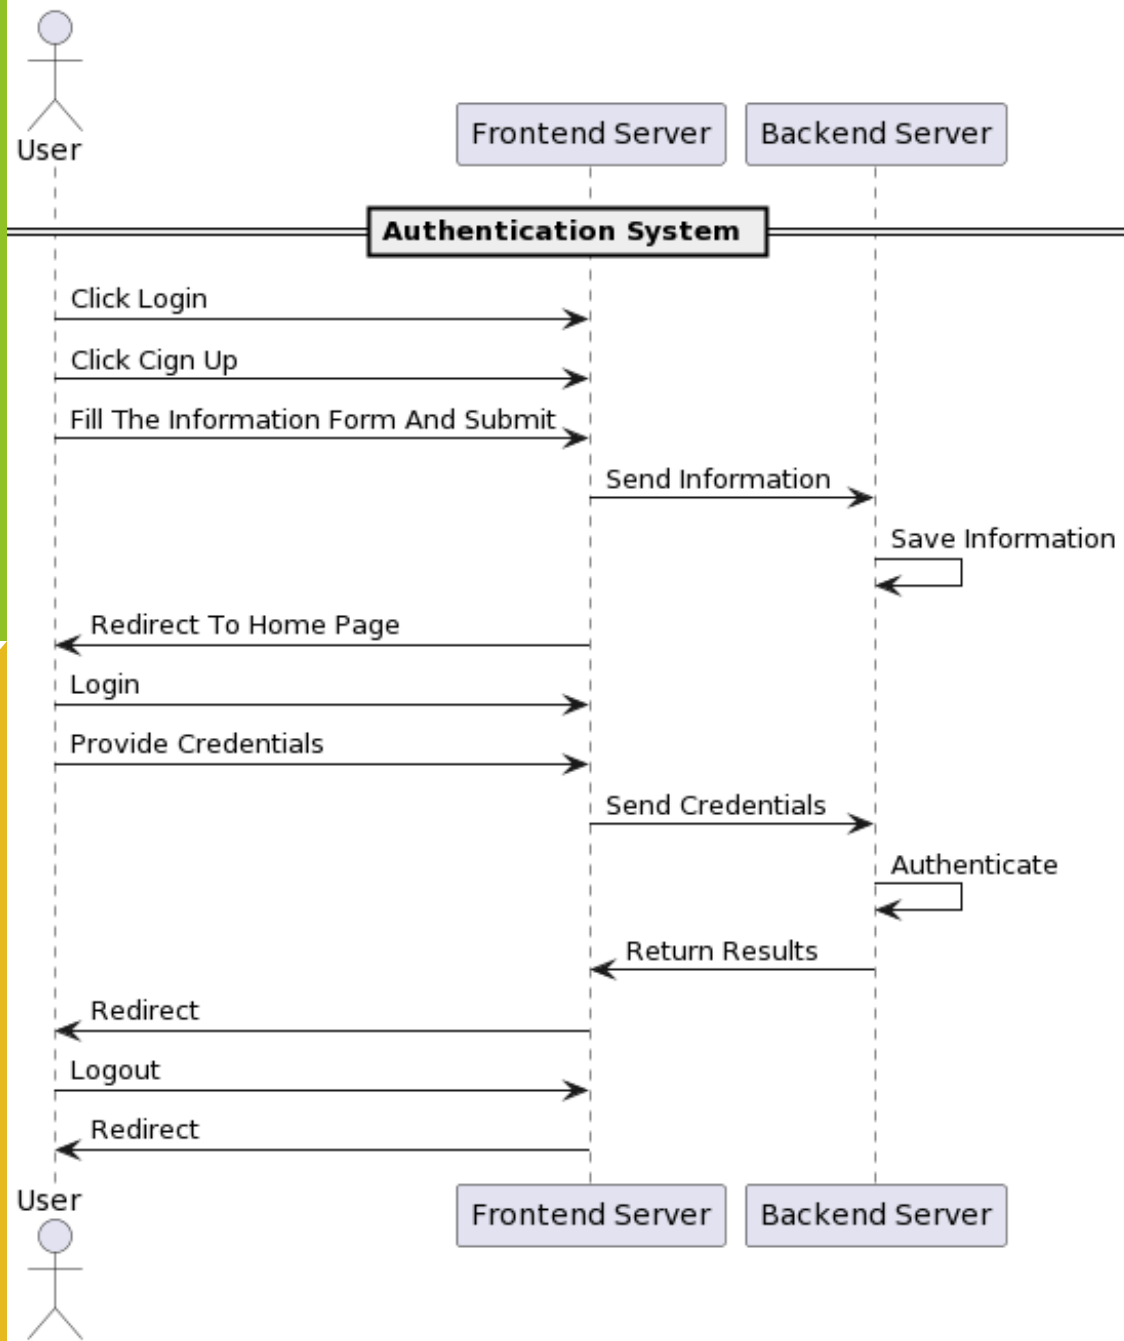 User
Frontend Server
Backend Server
Authentication System
Click Login
Click Cign Up
Fill The Information Form And Submit
Send Information
Save Information
Redirect To Home Page
Login
Provide Credentials
Send Credentials
Authenticate
Return Results
Redirect
Logout
Redirect
User
Frontend Server
Backend Server